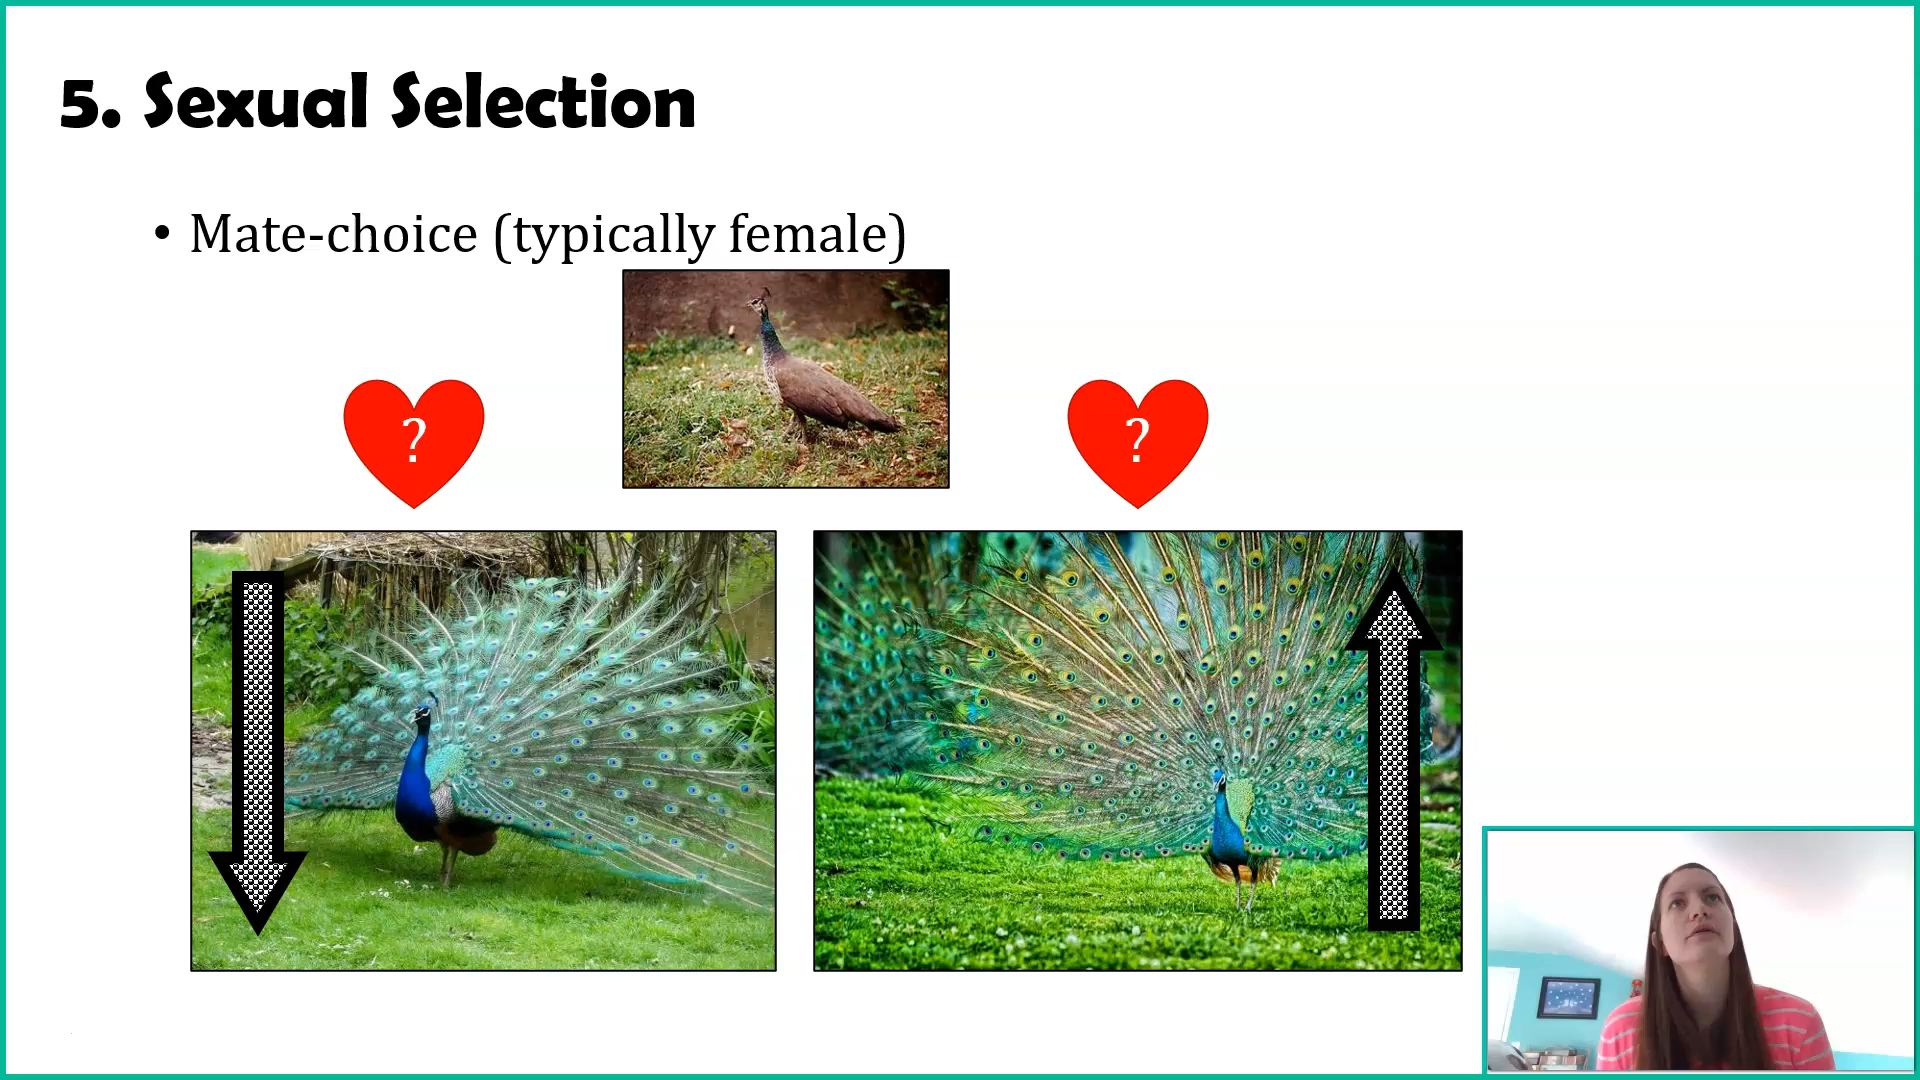 5. Sexual Selection
• Mate-choice (typically female)
? ?